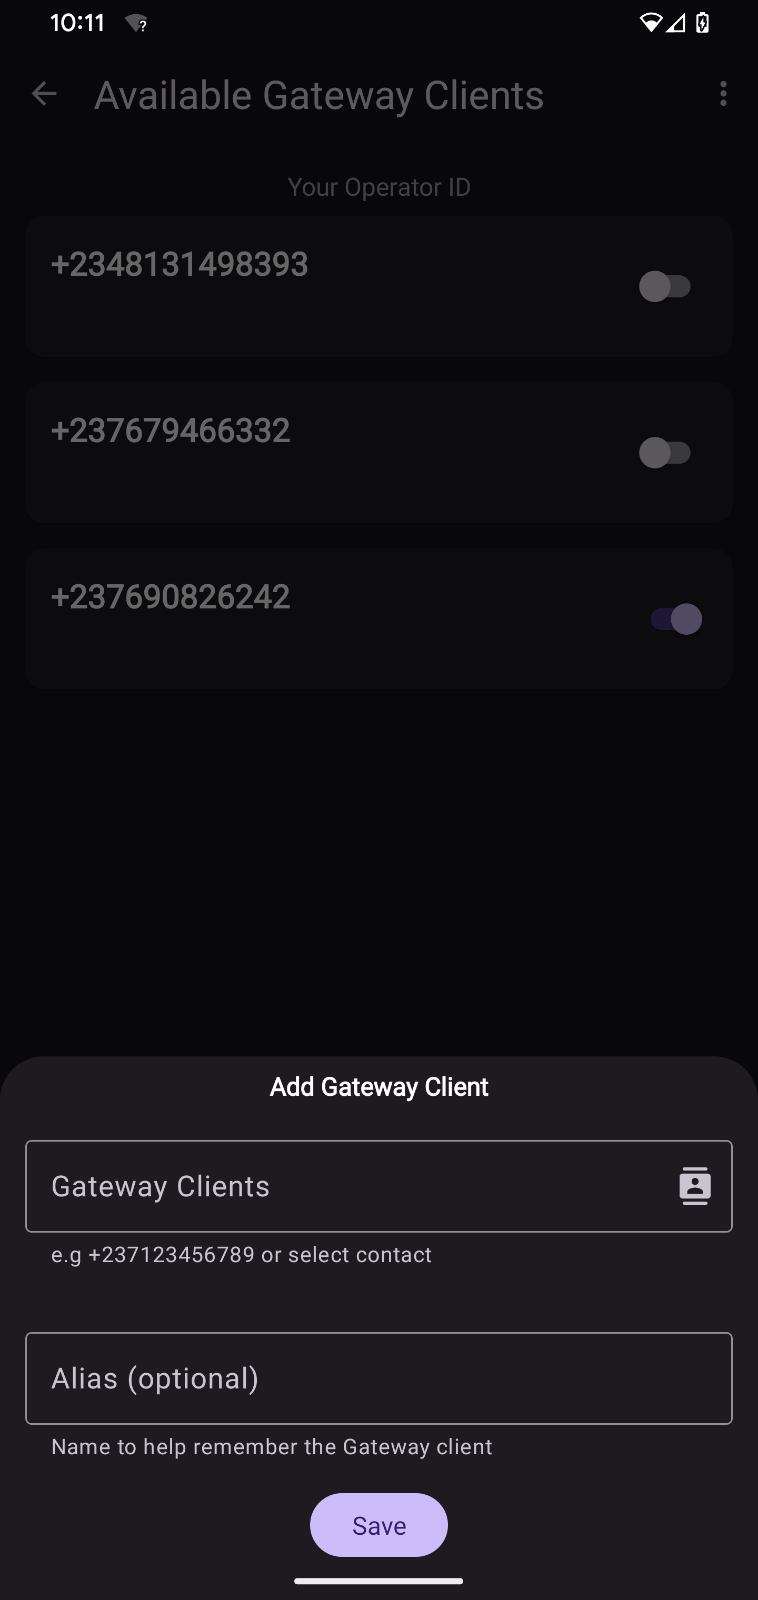 10:11
Available Gateway Clients
Your Operator ID
+2348131498393
+237679466332
+237690826242
Add Gateway Client
Gateway Clients
e.g +237123456789 or select contact
Alias (optional)
Name to help remember the Gateway client
Save